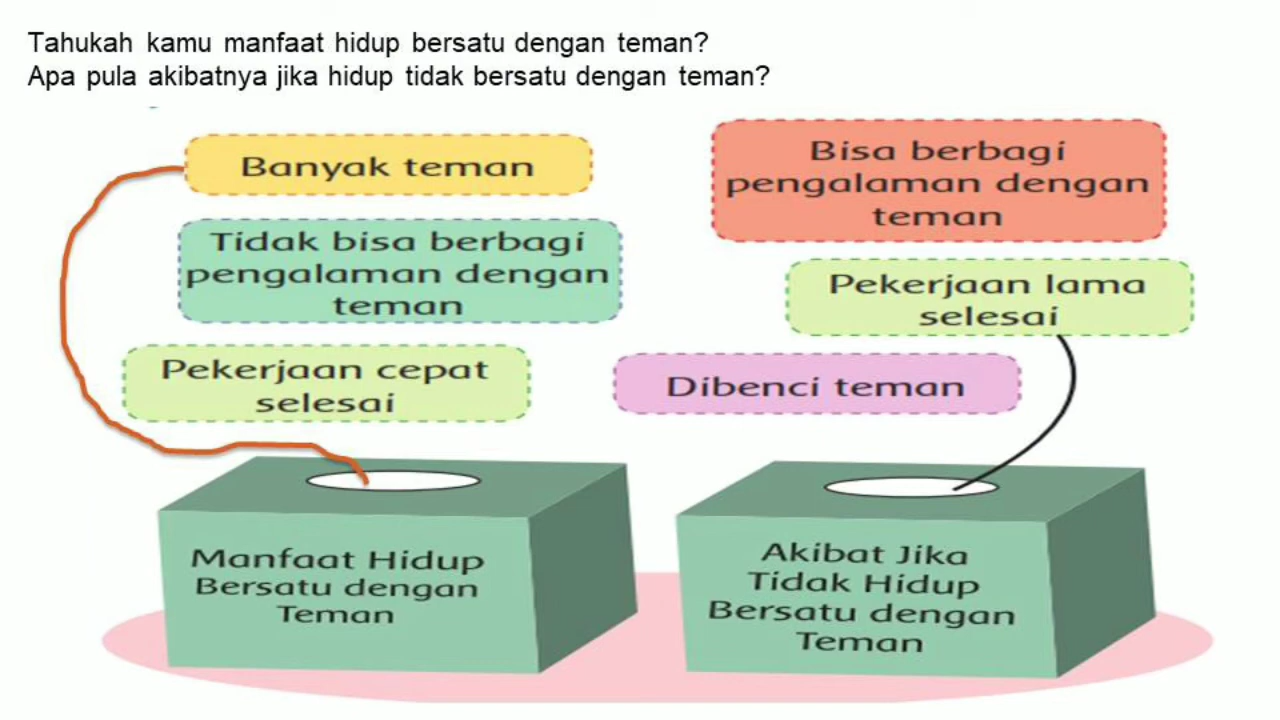 Tahukah kamu manfaat hidup bersatu dengan teman?
Apa pula akibatnya jika hidup tidak bersatu dengan teman?
Banyak teman
Bisa berbagi
pengalaman dengan
teman
Tidak bisa berbagi
pengalaman dengan
teman
Pekerjaan lama
selesai
Pekerjaan cepat
selesai
Dibenci teman
Manfaat Hidup
Bersatu dengan
Teman
Akibat Jika
Tidak Hidup
Bersatu dengan
Teman